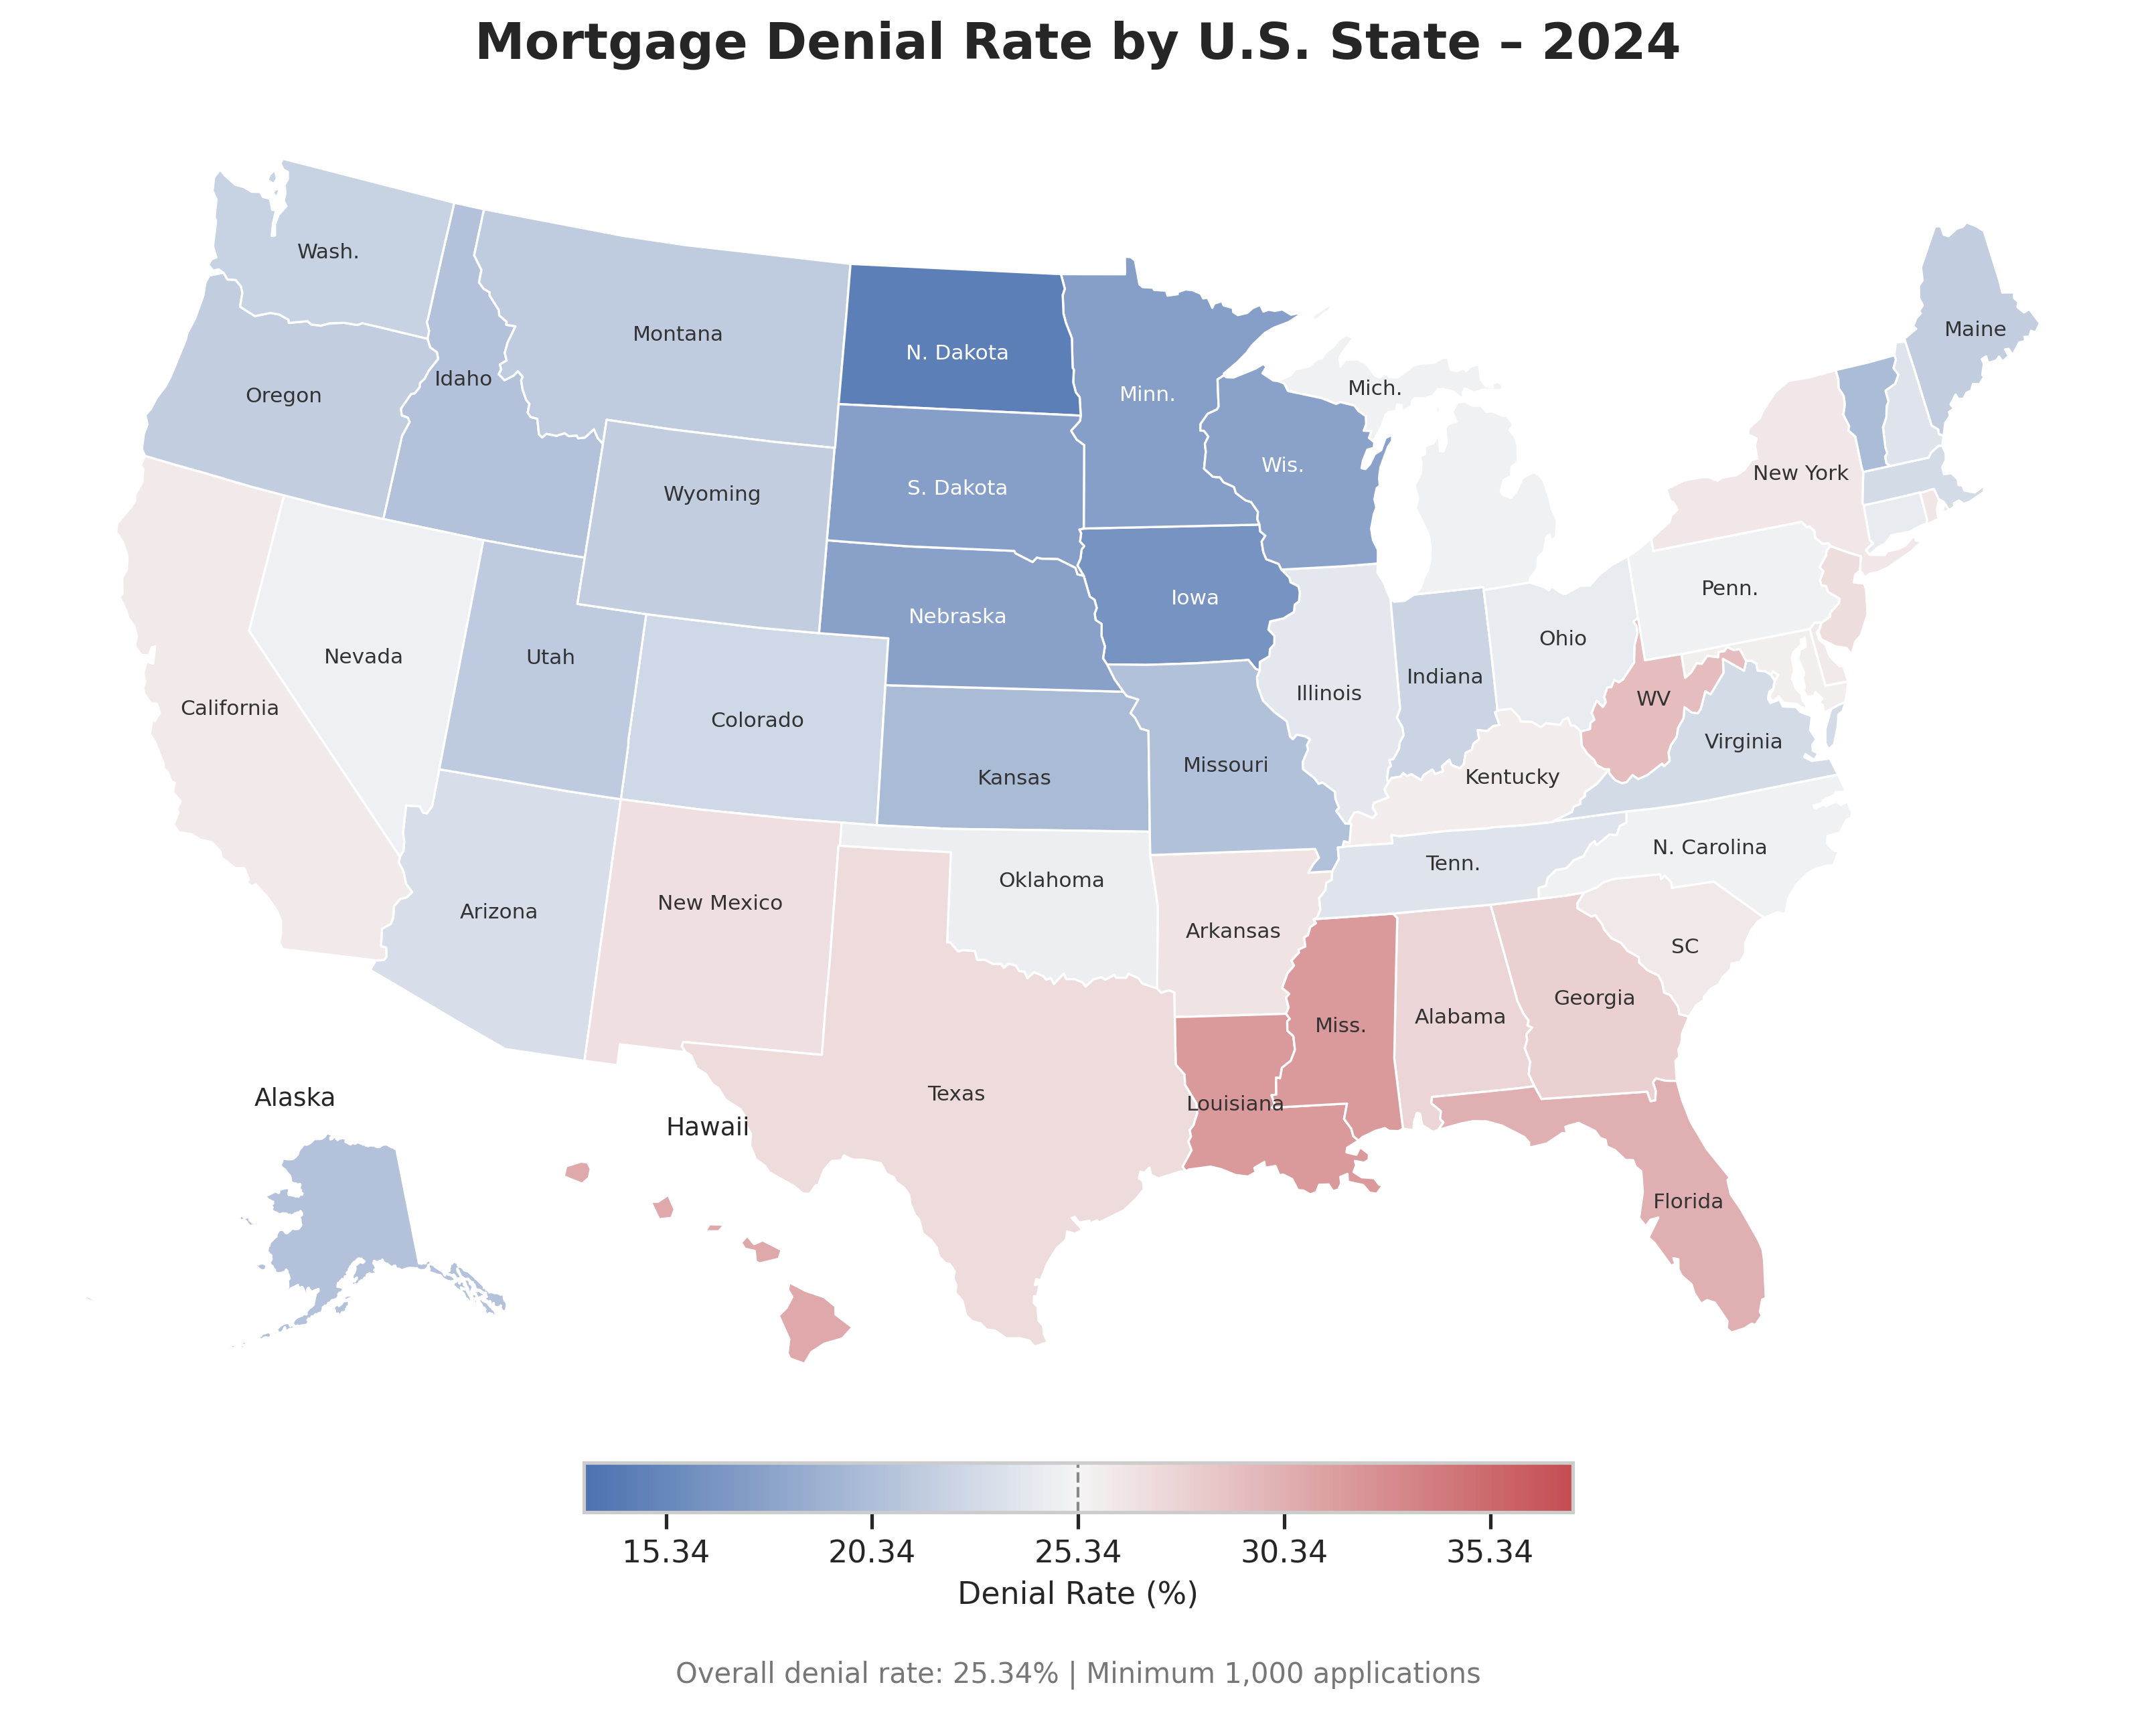 Mortgage Denial Rate by U.S. State – 2024
Wash.
Maine
Montana
N. Dakota
Idaho
Mich.
Oregon
Minn.
Wis.
New York
S. Dakota
Wyoming
Penn.
Iowa
Nebraska
Ohio
Nevada
Utah
Indiana
Illinois
WV
California
Colorado
Virginia
Missouri
Kansas
Kentucky
N. Carolina
Tenn.
Oklahoma
New Mexico
Arizona
Arkansas
SC
Georgia
Alabama
Miss.
Texas
Alaska
Louisiana
Hawaii
Florida
15.34 20.34 25.34 30.34 35.34
Denial Rate (%)
Overall denial rate: 25.34% | Minimum 1,000 applications